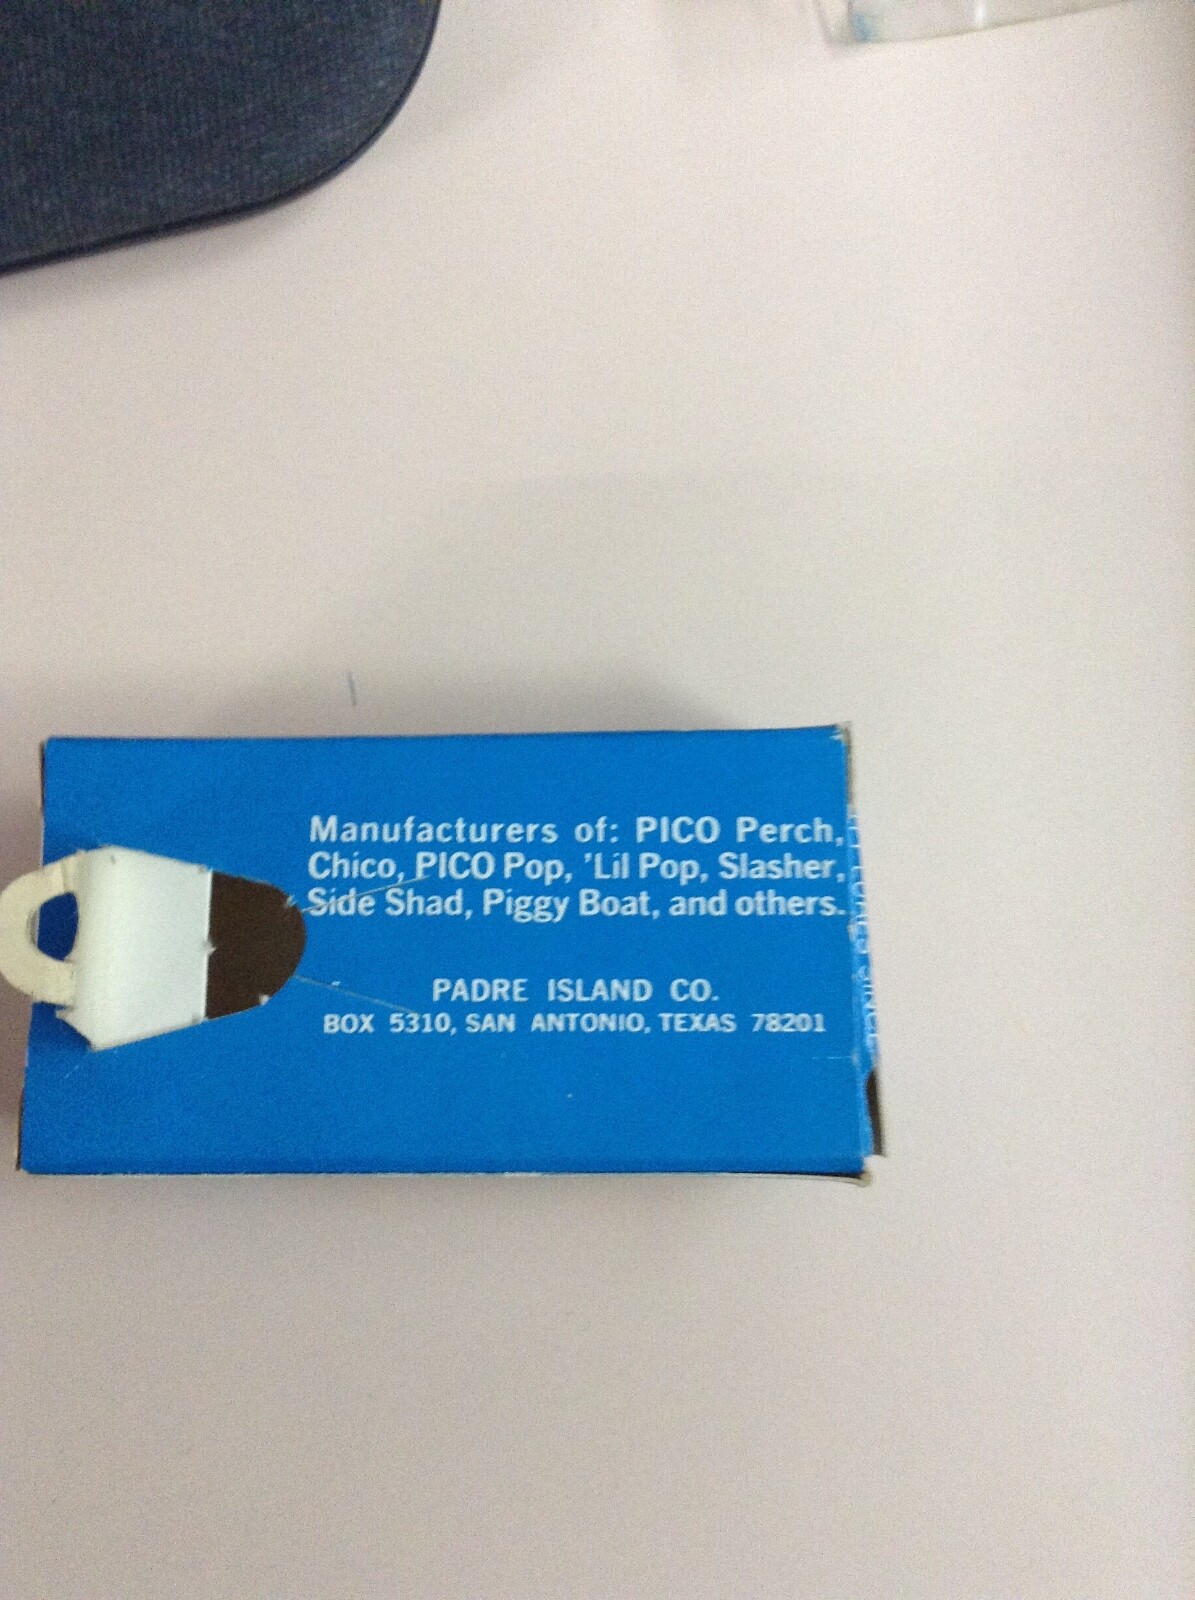 Manufacturers of: PICO Perch,
Chico, PICO Pop, 'Lil Pop, Slasher,
Side Shad, Piggy Boat, and others.
PADRE ISLAND CO.
BOX 5310, SAN ANTONIO, TEXAS 78201